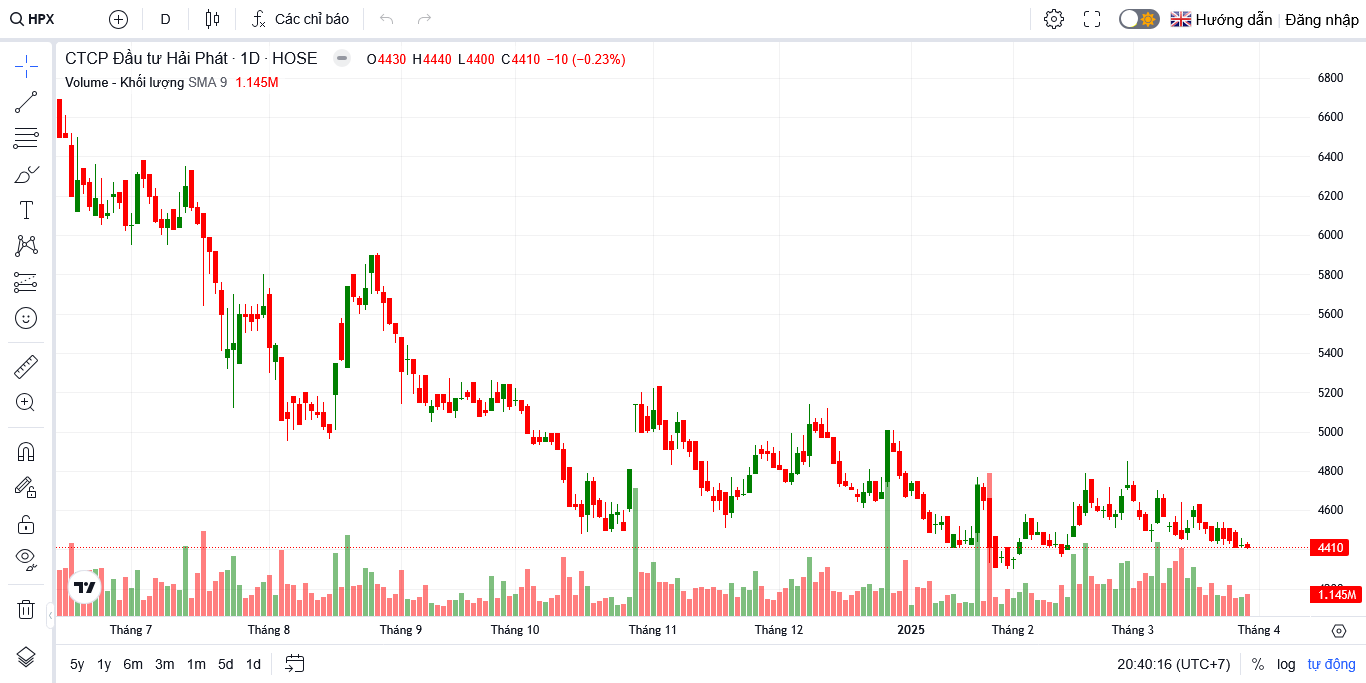 HPX D Các chỉ báo Hướng dẫn Đăng nhập
CTCP Đầu tư Hải Phát · 1D · HOSE O4430 H4440 L4400 C4410 −10 (−0.23%)
Volume - Khối lượng SMA 9 1.145M
6800
6600
6400
6200
6000
5800
5600
5400
5200
5000
4800
4600
4410
1.145M
Tháng 7 Tháng 8 Tháng 9 Tháng 10 Tháng 11 Tháng 12 2025 Tháng 2 Tháng 3 Tháng 4
5y 1y 6m 3m 1m 5d 1d 20:40:16 (UTC+7) % log tự động